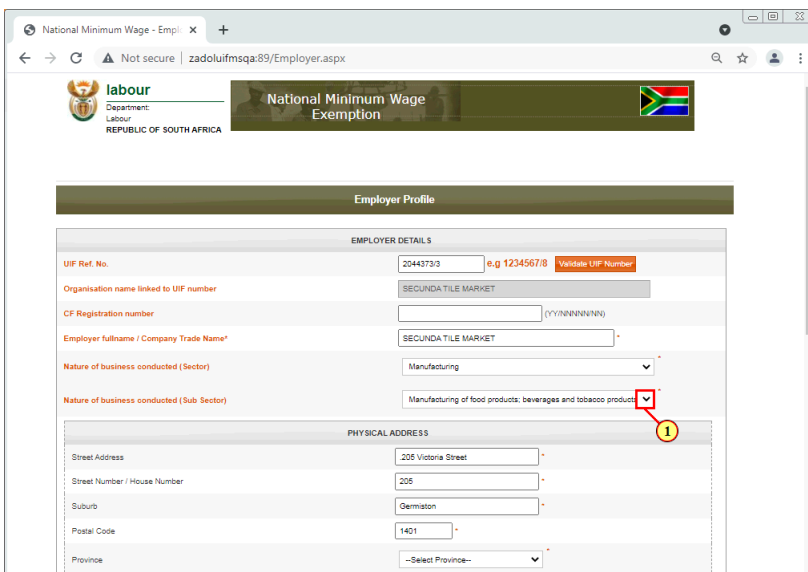 National Minimum Wage - Empl
Not secure | zadoluifmsqa:89/Employer.aspx
labour
Department:
Labour
REPUBLIC OF SOUTH AFRICA
National Minimum Wage
Exemption
Employer Profile
EMPLOYER DETAILS
UIF Ref. No. 2044373/3 e.g 1234567/8 Validate UIF Number
Organisation name linked to UIF number SECUNDA TILE MARKET
CF Registration number (YY/NNNNN/NN)
Employer fullname / Company Trade Name* SECUNDA TILE MARKET *
Nature of business conducted (Sector) Manufacturing *
Nature of business conducted (Sub Sector) Manufacturing of food products; beverages and tobacco products *
1
PHYSICAL ADDRESS
Street Address .205 Victoria Street *
Street Number / House Number 205 *
Suburb Germiston *
Postal Code 1401 *
Province --Select Province-- *